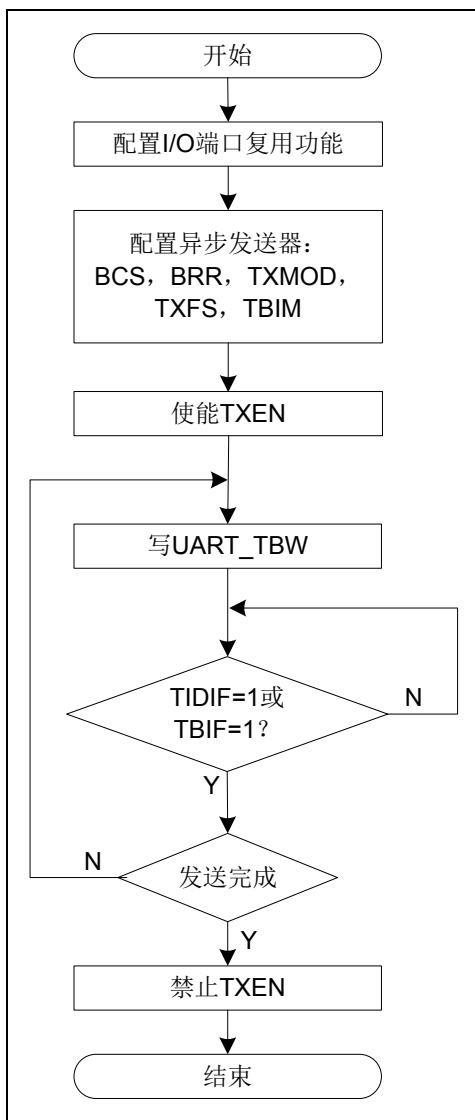 开始
配置I/O端口复用功能
配置异步发送器：
BCS，BRR，TXMOD，
TXFS，TBIM
使能TXEN
写UART_TBW
TIDIF=1或
TBIF=1？
N
Y
N
发送完成
Y
禁止TXEN
结束